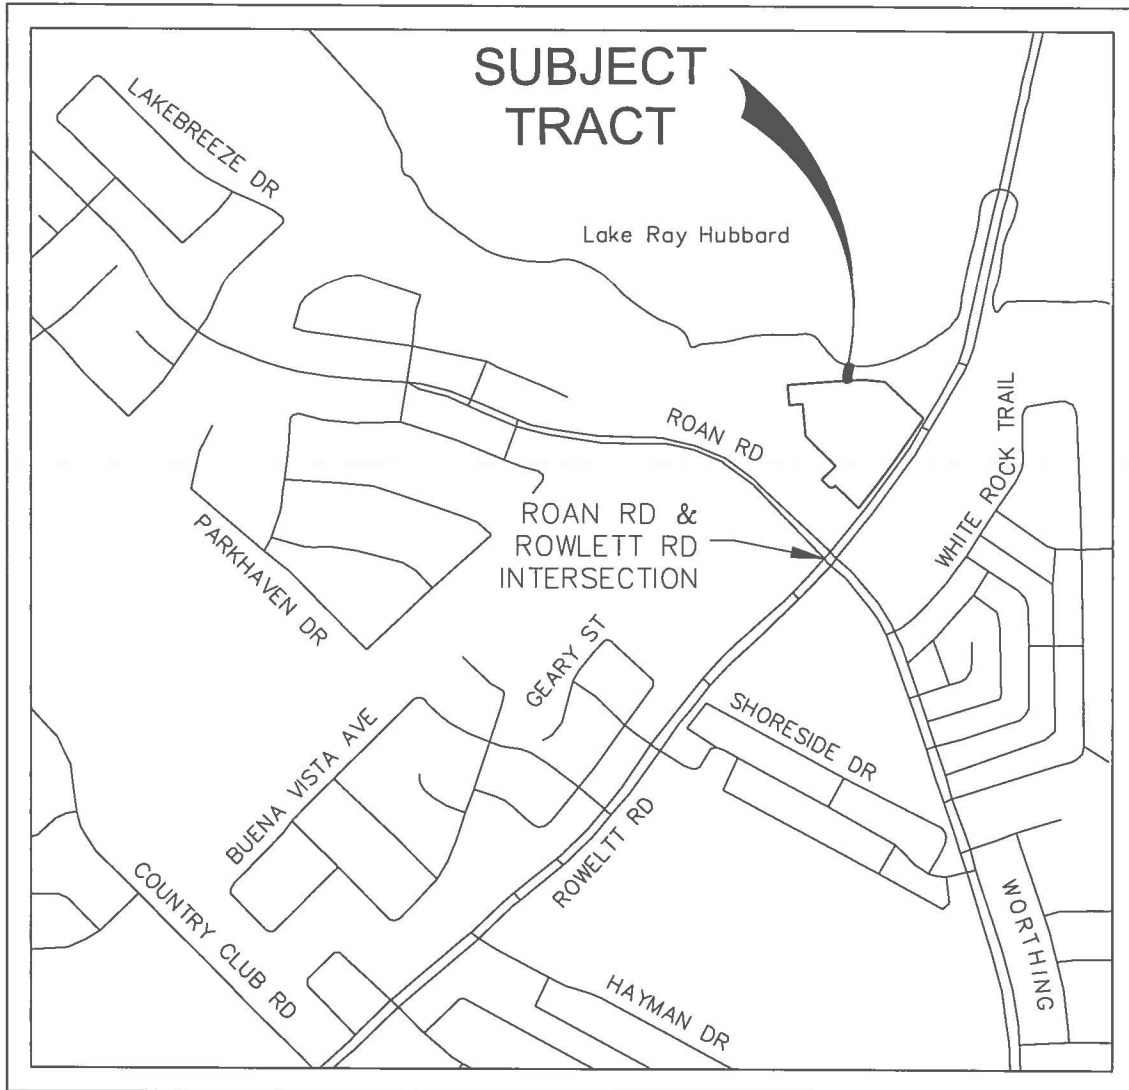 SUBJECT
TRACT
LAKEBREEZE DR
Lake Ray Hubbard
ROAN RD
WHITE ROCK TRAIL
ROAN RD &
ROWLETT RD
INTERSECTION
PARKHAVEN DR
GEARY ST
SHORESIDE DR
BUENA VISTA AVE
ROWELTT RD
COUNTRY CLUB RD
WORTHING
HAYMAN DR